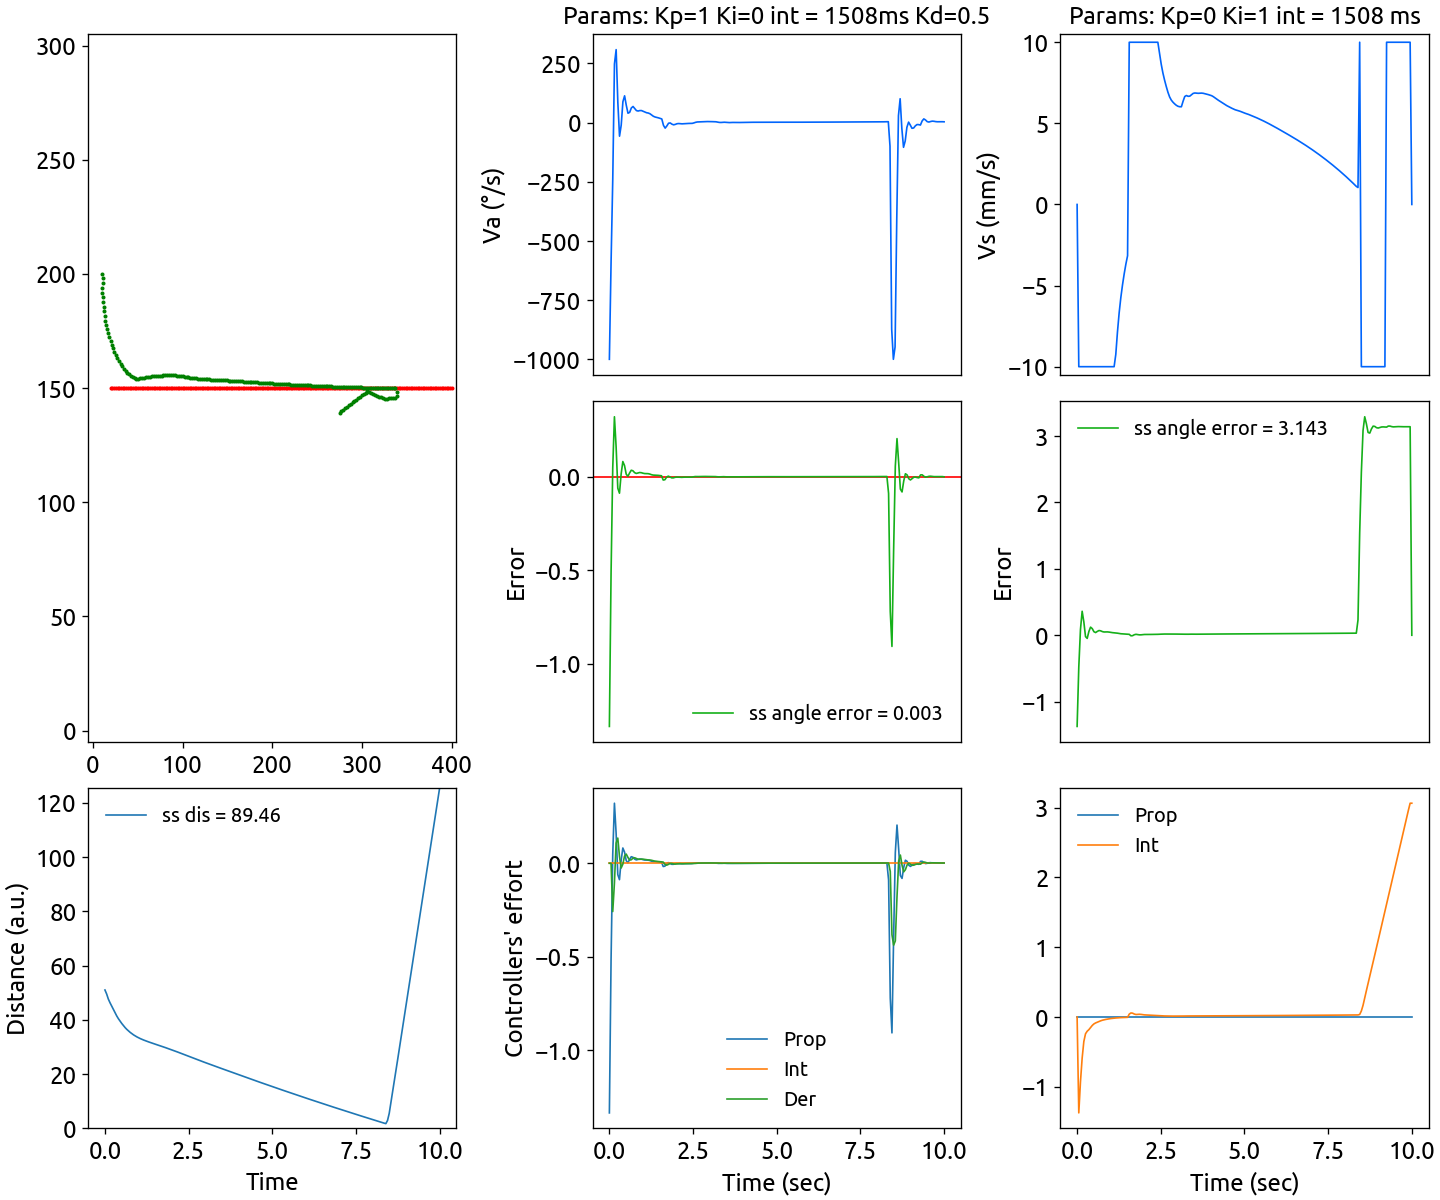 300
250
200
150
100
50
0
0 100 200 300 400
Params: Kp=1 Ki=0 int = 1508ms Kd=0.5
Va (°/s)
250
0
−250
−500
−750
−1000
Params: Kp=0 Ki=1 int = 1508 ms
Vs (mm/s)
10
5
0
−5
−10
Error
0.0
−0.5
−1.0
ss angle error = 0.003
Error
3
2
1
0
−1
ss angle error = 3.143
Distance (a.u.)
120
100
80
60
40
20
0
ss dis = 89.46
0.0 2.5 5.0 7.5 10.0
Time
Controllers' effort
0.0
−0.5
−1.0
Prop
Int
Der
0.0 2.5 5.0 7.5 10.0
Time (sec)
3
2
1
0
−1
Prop
Int
0.0 2.5 5.0 7.5 10.0
Time (sec)